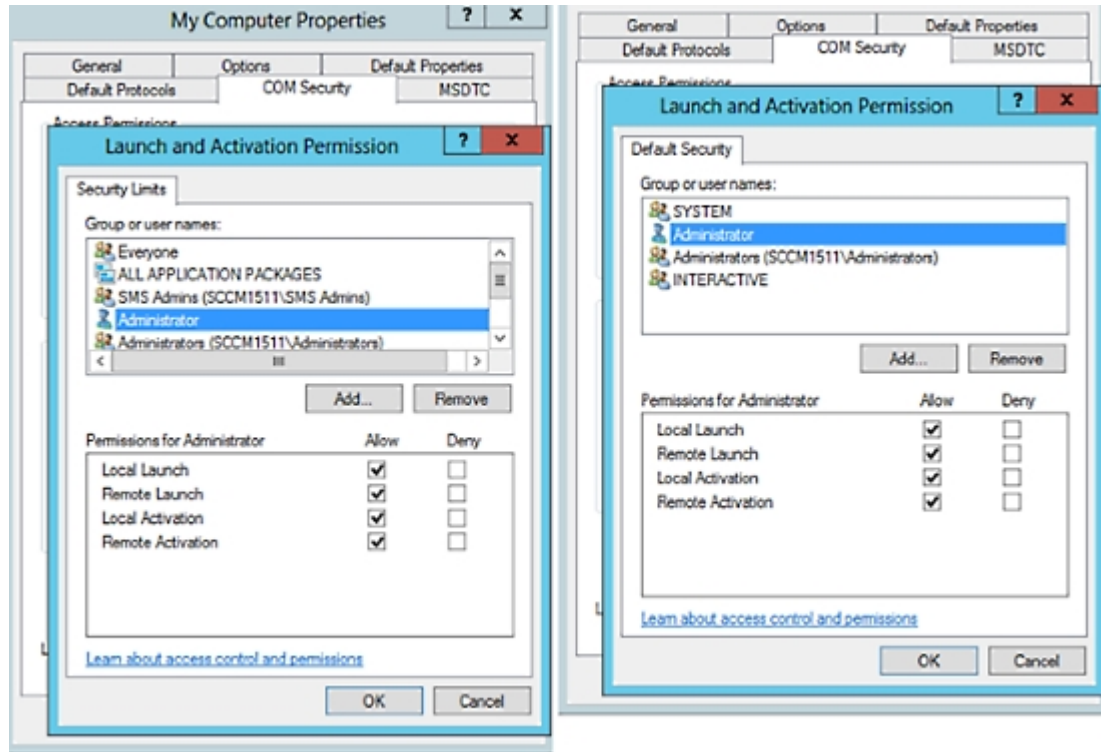 My Computer Properties ? x
General Options Default Properties
Default Protocols COM Security MSDTC
Access Permissions
Launch and Activation Permission ? x
Security Limits
Group or user names:
Everyone
ALL APPLICATION PACKAGES
SMS Admins (SCCM1511\SMS Admins)
Administrator
Administrators (SCCM1511\Administrators)
Add... Remove
Permissions for Administrator Allow Deny
Local Launch
Remote Launch
Local Activation
Remote Activation
Learn about access control and permissions
OK Cancel
General Options Default Properties
Default Protocols COM Security MSDTC
Access Permissions
Launch and Activation Permission ? x
Default Security
Group or user names:
SYSTEM
Administrator
Administrators (SCCM1511\Administrators)
INTERACTIVE
Add... Remove
Permissions for Administrator Allow Deny
Local Launch
Remote Launch
Local Activation
Remote Activation
Learn about access control and permissions
OK Cancel